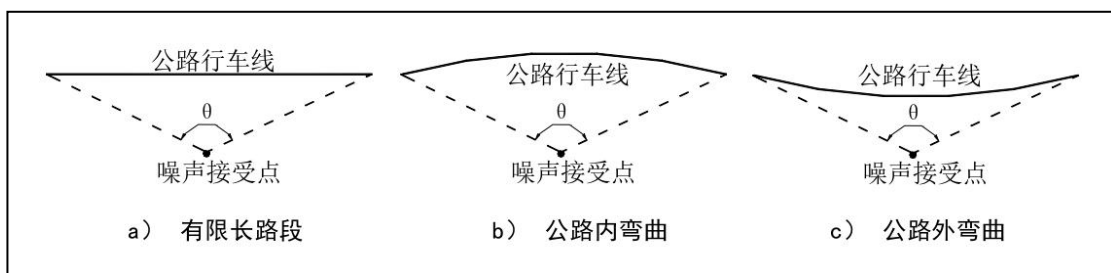 公路行车线
θ
噪声接受点
a） 有限长路段
公路行车线
θ
噪声接受点
b） 公路内弯曲
公路行车线
θ
噪声接受点
c） 公路外弯曲